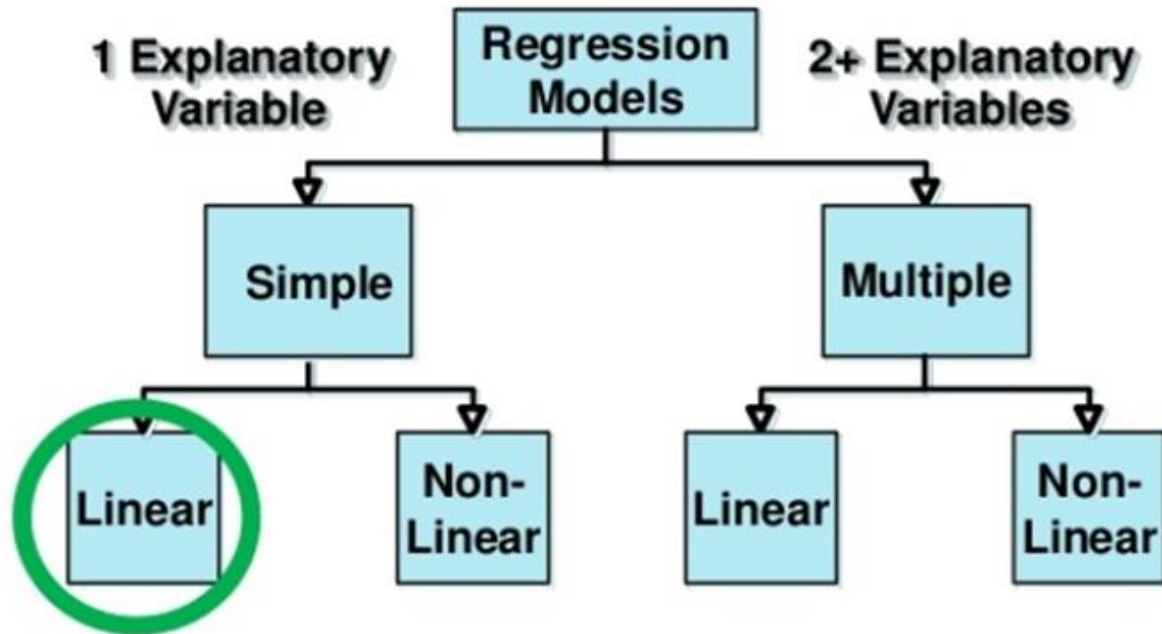 1 Explanatory
Variable
Regression
Models
2+ Explanatory
Variables
Simple
Multiple
Linear
Non-
Linear
Linear
Non-
Linear